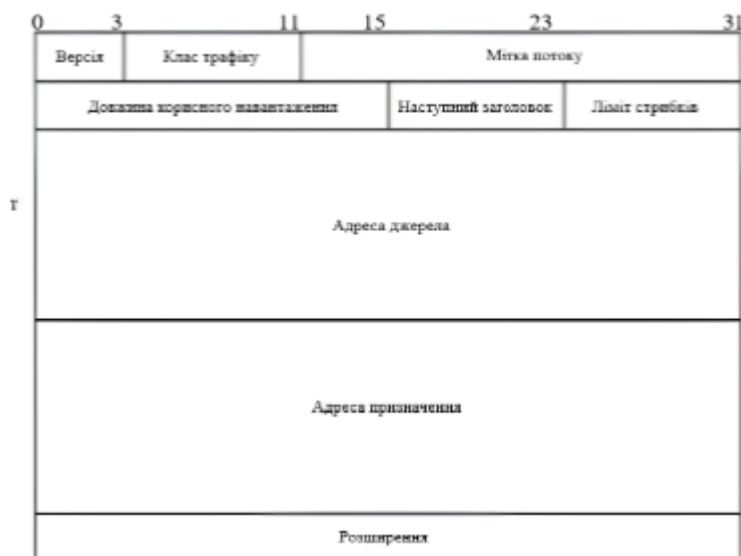 0 3 11 15 23 31
Версія Клас трафіку Мітка потоку
Довжина корисного навантаження Наступний заголовок Ліміт стрибків
т
Адреса джерела
Адреса призначення
Розширення